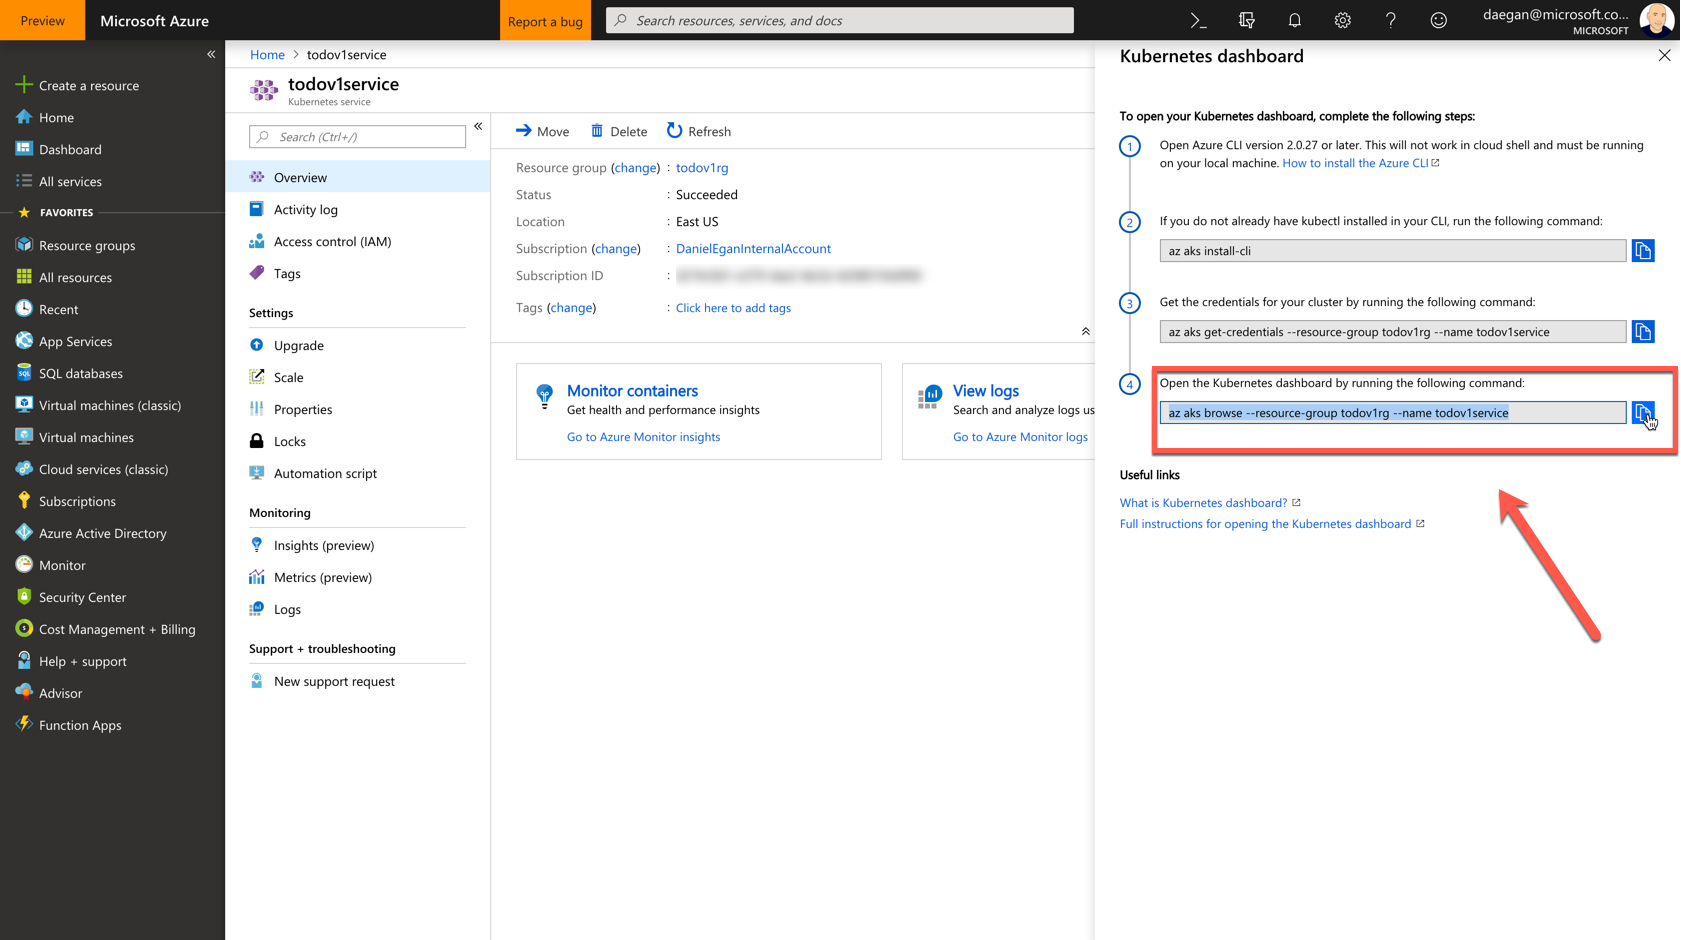 Preview
Microsoft Azure
Report a bug
Search resources, services, and docs
daegan@microsoft.co...
MICROSOFT
Create a resource
Home
Dashboard
All services
FAVORITES
Resource groups
All resources
Recent
App Services
SQL databases
Virtual machines (classic)
Virtual machines
Cloud services (classic)
Subscriptions
Azure Active Directory
Monitor
Security Center
Cost Management + Billing
Help + support
Advisor
Function Apps
Home > todov1service
todov1service
Kubernetes service
Search (Ctrl+/)
Overview
Activity log
Access control (IAM)
Tags
Settings
Upgrade
Scale
Properties
Locks
Automation script
Monitoring
Insights (preview)
Metrics (preview)
Logs
Support + troubleshooting
New support request
Move
Delete
Refresh
Resource group (change) : todov1rg
Status : Succeeded
Location : East US
Subscription (change) : DanielEganInternalAccount
Subscription ID :
Tags (change) : Click here to add tags
Monitor containers
Get health and performance insights
Go to Azure Monitor insights
View logs
Search and analyze logs us
Go to Azure Monitor logs
Kubernetes dashboard
To open your Kubernetes dashboard, complete the following steps:
1
Open Azure CLI version 2.0.27 or later. This will not work in cloud shell and must be running
on your local machine. How to install the Azure CLI
2
If you do not already have kubectl installed in your CLI, run the following command:
az aks install-cli
3
Get the credentials for your cluster by running the following command:
az aks get-credentials --resource-group todov1rg --name todov1service
4
Open the Kubernetes dashboard by running the following command:
az aks browse --resource-group todov1rg --name todov1service
Useful links
What is Kubernetes dashboard?
Full instructions for opening the Kubernetes dashboard